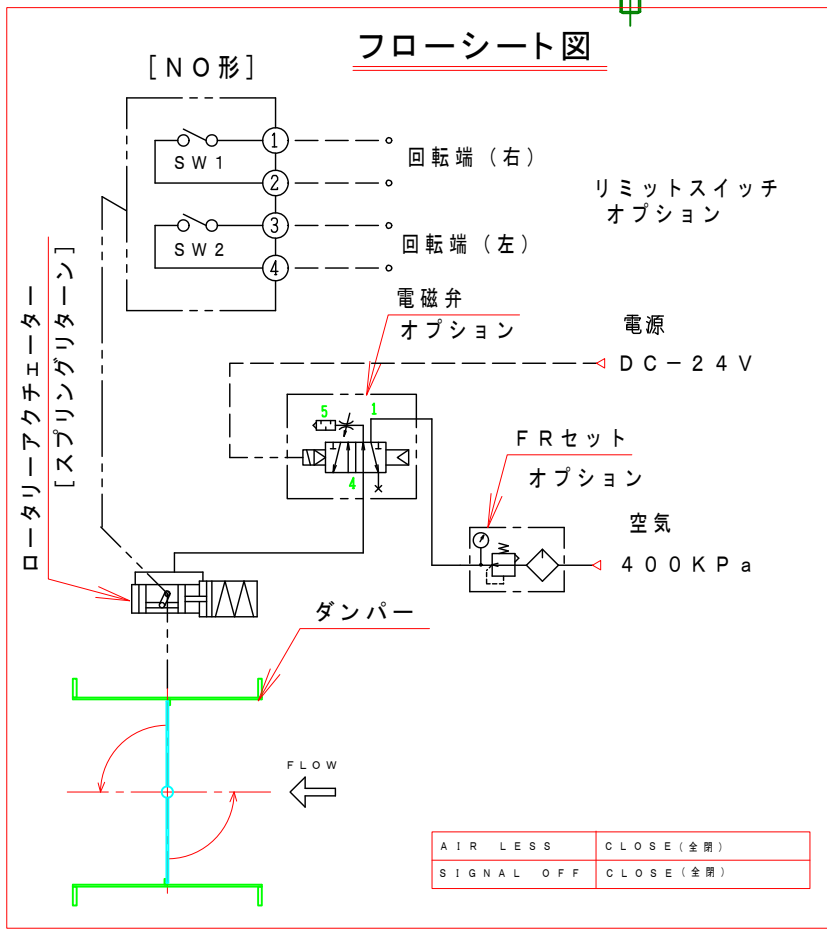 フローシート図
[NO形]
1
SW1
2
回転端(右)
3
SW2
4
回転端(左)
リミットスイッチ
オプション
ロータリーアクチェーター
[スプリングリターン]
電磁弁
オプション
電源
DC-24V
5
1
4
FRセット
オプション
空気
400KPa
ダンパー
FLOW
AIR LESS CLOSE(全閉)
SIGNAL OFF CLOSE(全閉)